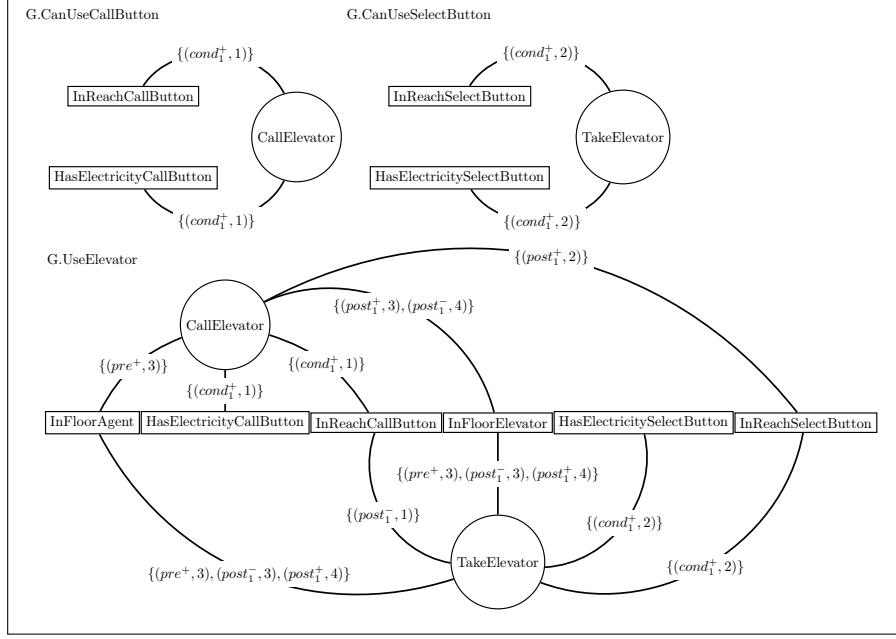 G.CanUseCallButton
G.CanUseSelectButton
{(cond₁⁺, 1)}
{(cond₁⁺, 2)}
InReachCallButton
InReachSelectButton
CallElevator
TakeElevator
HasElectricityCallButton
HasElectricitySelectButton
{(cond₁⁺, 1)}
{(cond₁⁺, 2)}
G.UseElevator
{(post₁⁺, 2)}
{(post₁⁺, 3), (post₁⁻, 4)}
CallElevator
{(pre⁺, 3)}
{(cond₁⁺, 1)}
{(cond₁⁺, 1)}
InFloorAgent
HasElectricityCallButton
InReachCallButton
InFloorElevator
HasElectricitySelectButton
InReachSelectButton
{(pre⁺, 3), (post₁⁻, 3), (post₁⁺, 4)}
{(post₁⁻, 1)}
{(cond₁⁺, 2)}
TakeElevator
{(cond₁⁺, 2)}
{(pre⁺, 3), (post₁⁻, 3), (post₁⁺, 4)}